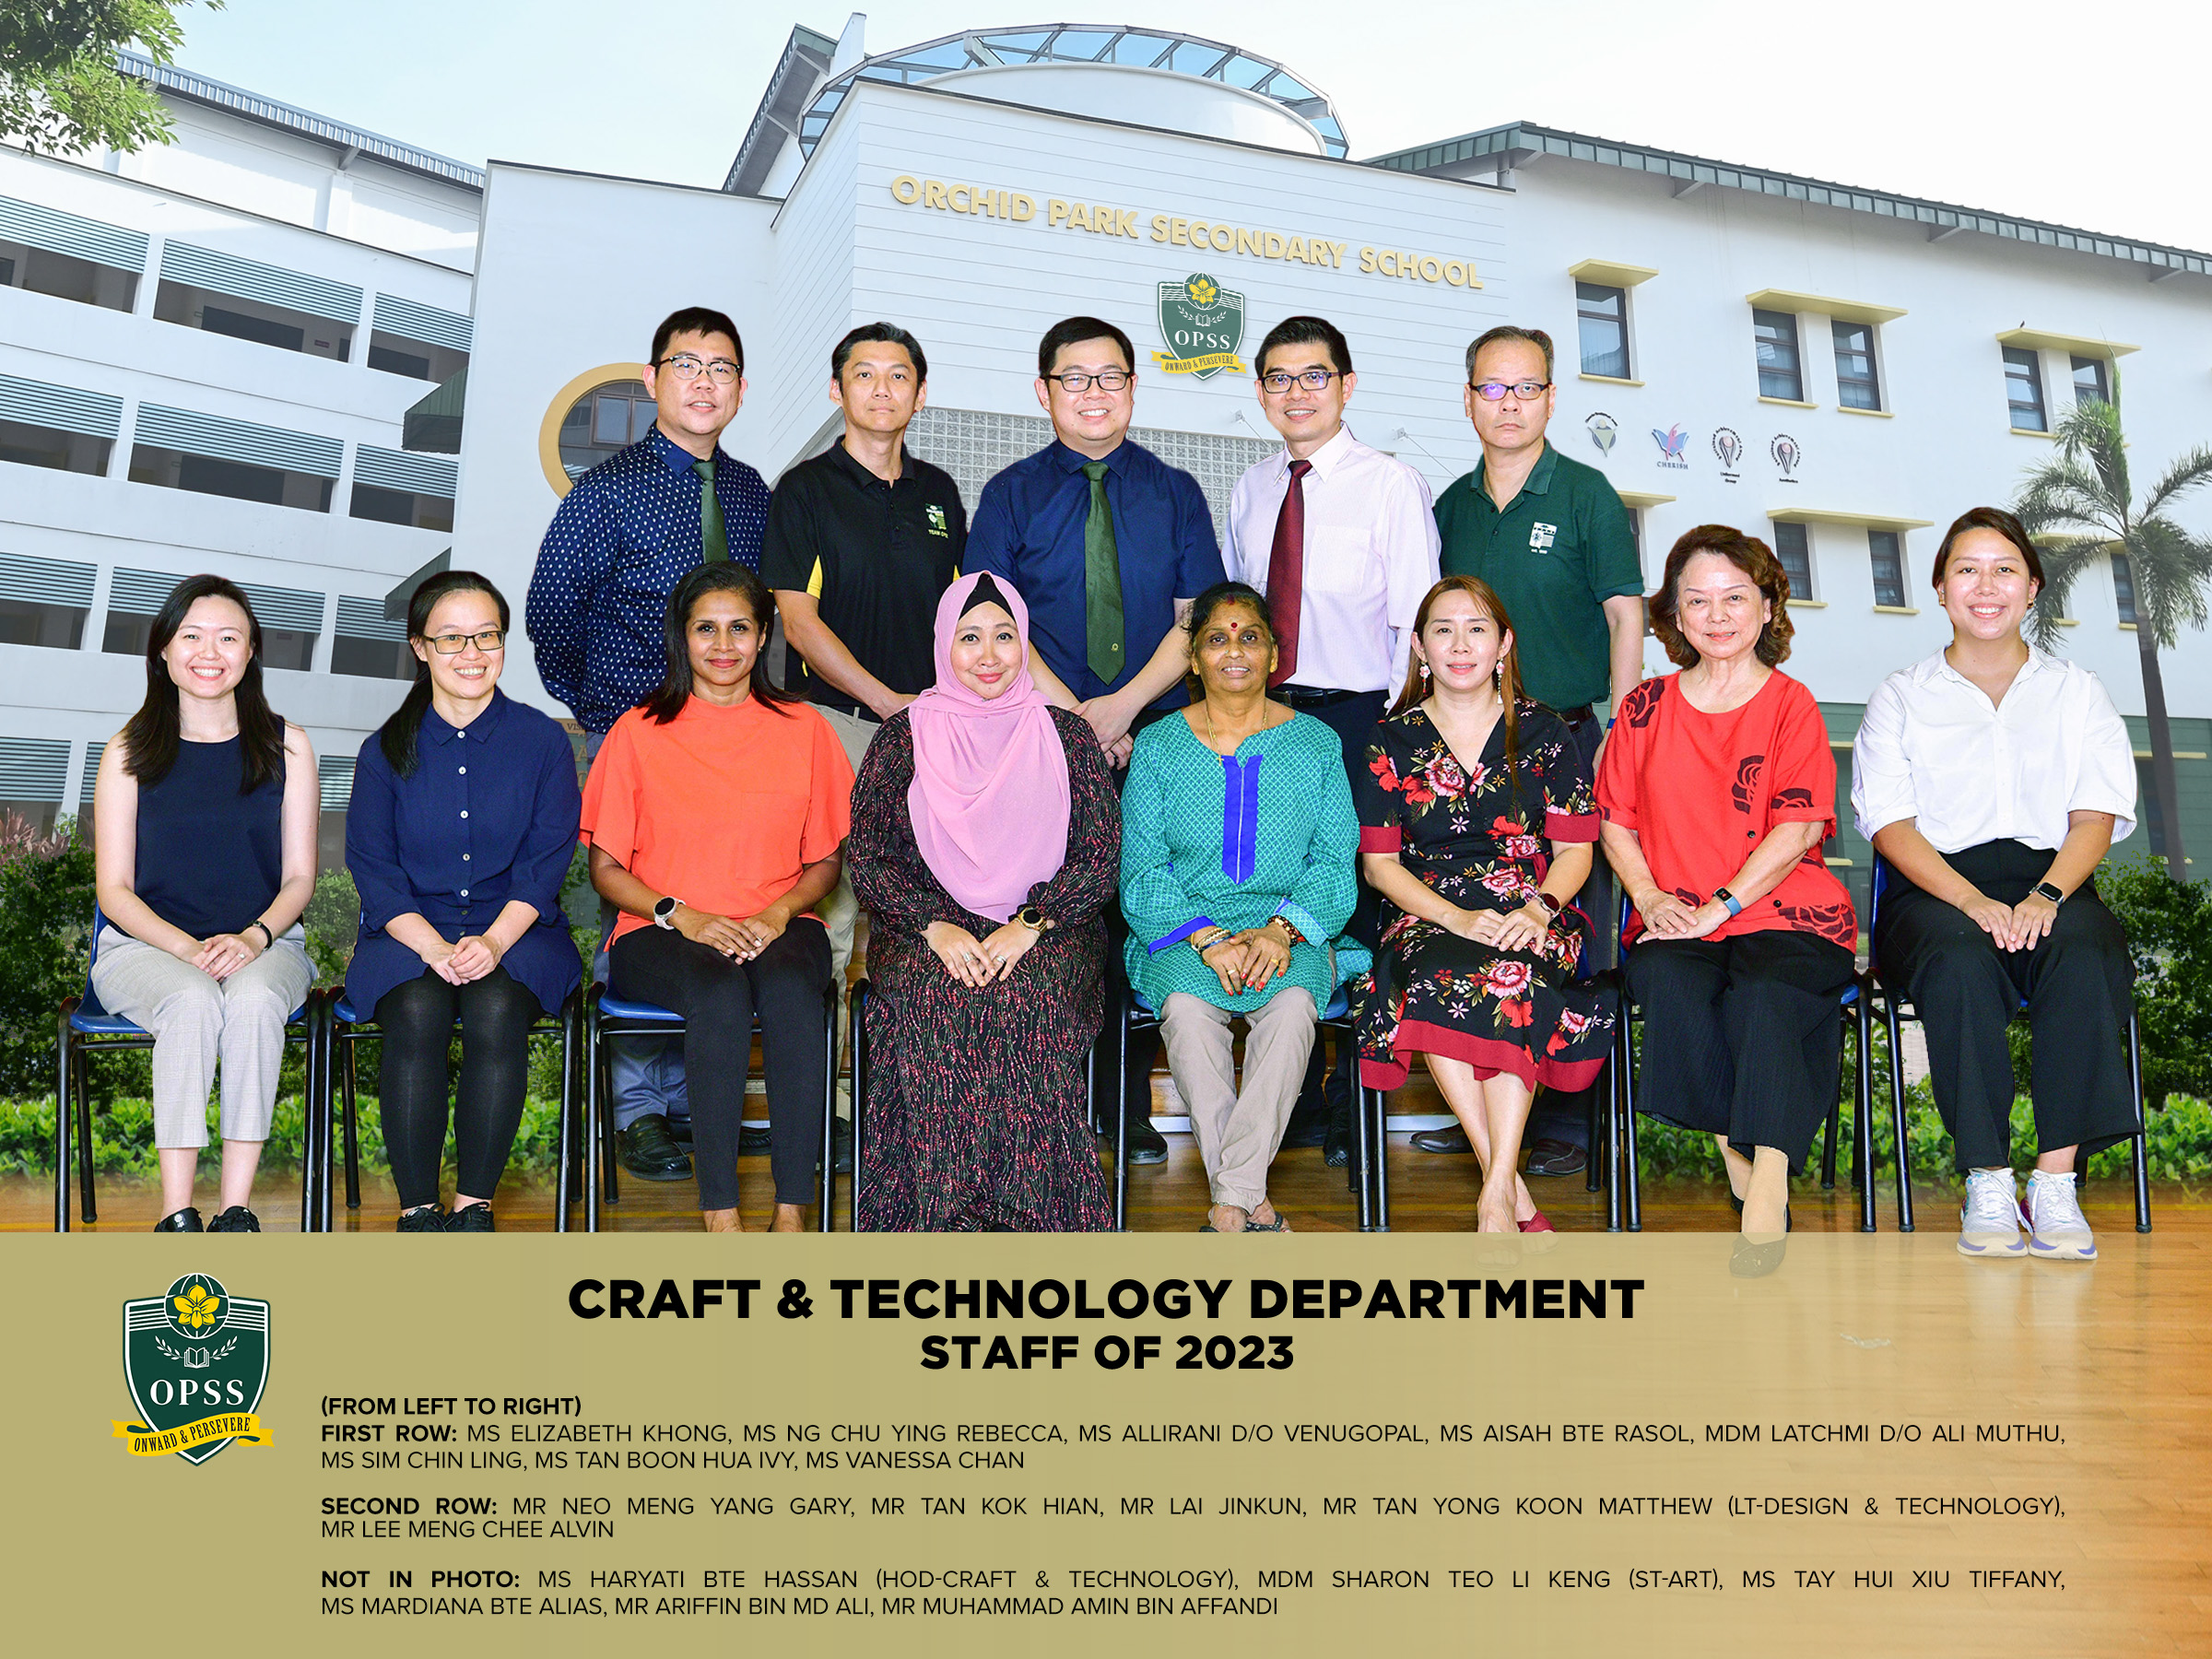 ORCHID PARK SECONDARY SCHOOL
OPSS
ONWARD & PERSEVERE
CHERISH
CRAFT & TECHNOLOGY DEPARTMENT
STAFF OF 2023
OPSS
ONWARD & PERSEVERE
(FROM LEFT TO RIGHT)
FIRST ROW: MS ELIZABETH KHONG, MS NG CHU YING REBECCA, MS ALLIRANI D/O VENUGOPAL, MS AISAH BTE RASOL, MDM LATCHMI D/O ALI MUTHU,
MS SIM CHIN LING, MS TAN BOON HUA IVY, MS VANESSA CHAN
SECOND ROW: MR NEO MENG YANG GARY, MR TAN KOK HIAN, MR LAI JINKUN, MR TAN YONG KOON MATTHEW (LT-DESIGN & TECHNOLOGY),
MR LEE MENG CHEE ALVIN
NOT IN PHOTO: MS HARYATI BTE HASSAN (HOD-CRAFT & TECHNOLOGY), MDM SHARON TEO LI KENG (ST-ART), MS TAY HUI XIU TIFFANY,
MS MARDIANA BTE ALIAS, MR ARIFFIN BIN MD ALI, MR MUHAMMAD AMIN BIN AFFANDI